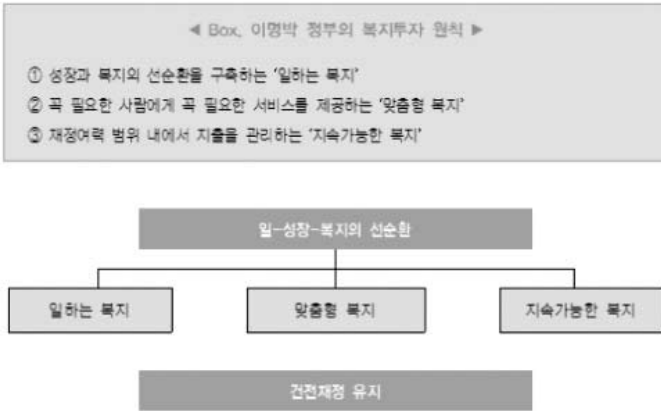 ◀ Box. 이명박 정부의 복지투자 원칙 ▶
① 성장과 복지의 선순환을 구축하는 '일하는 복지'
② 꼭 필요한 사람에게 꼭 필요한 서비스를 제공하는 '맞춤형 복지'
③ 재정여력 범위 내에서 지출을 관리하는 '지속가능한 복지'
일-성장-복지의 선순환
일하는 복지
맞춤형 복지
지속가능한 복지
건전재정 유지